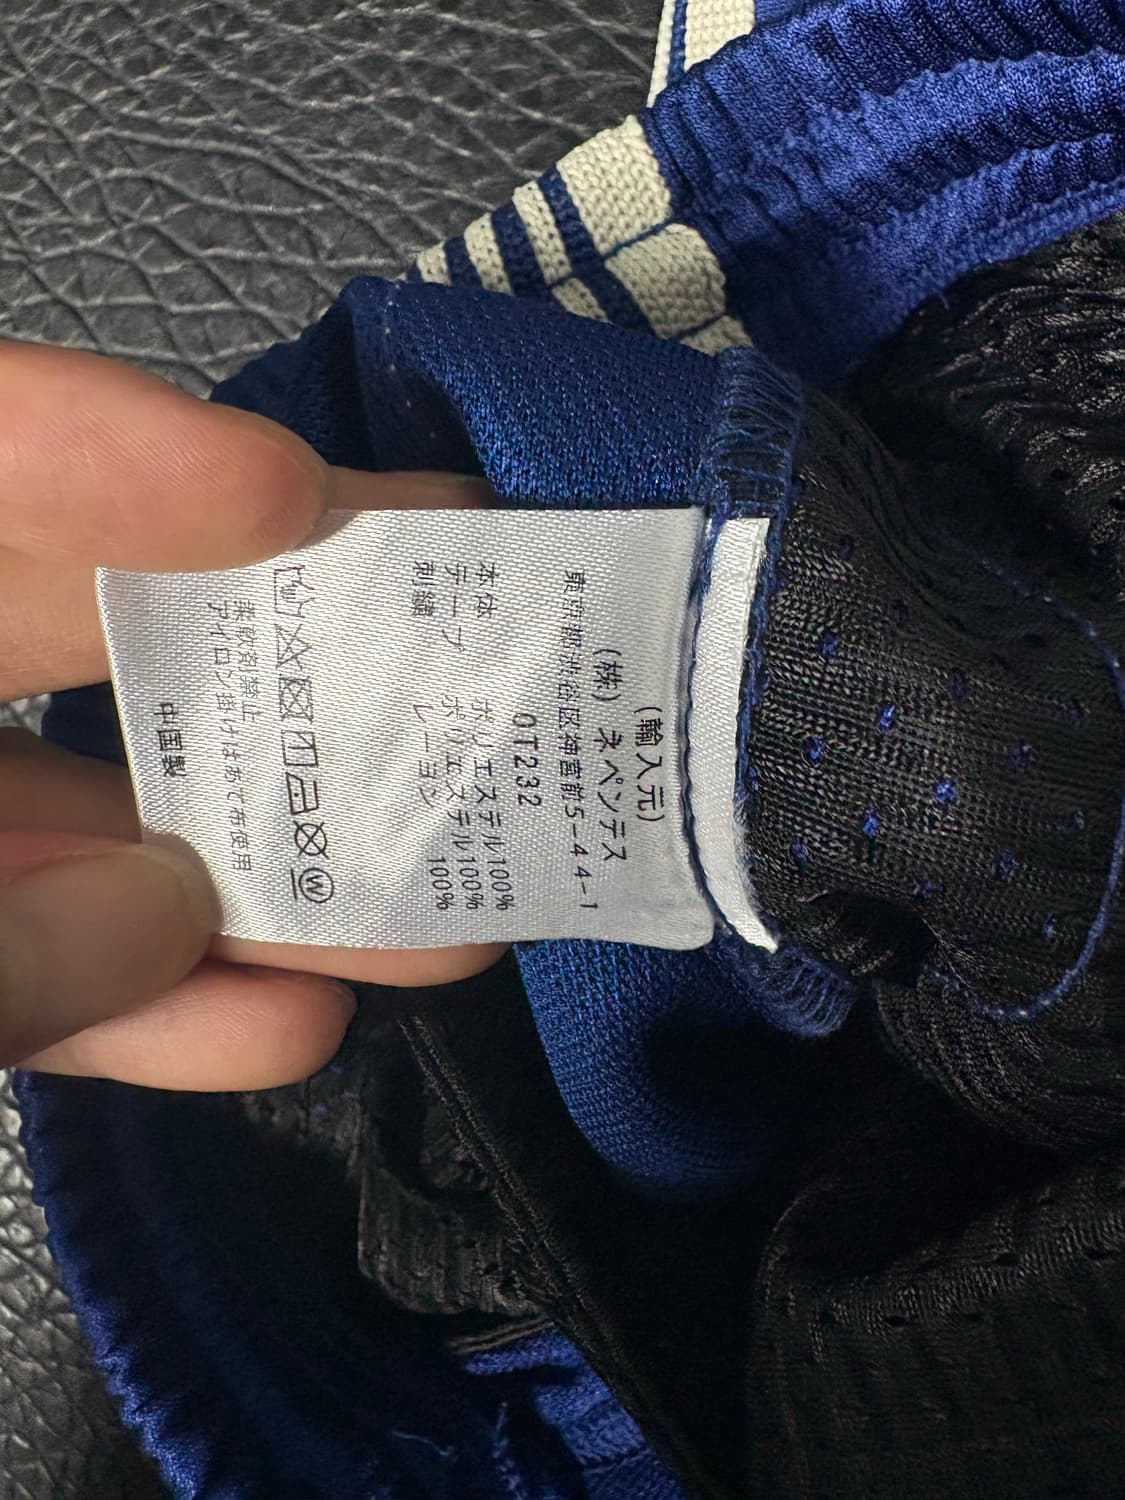 (輸入元)
(株) ネペンテス
東京都渋谷区神宮前5-44-1
OT232
本体 ポリエステル100%
テープ ポリエステル100%
刺繍 レーヨン 100%
W
柔軟剤禁止
アイロン掛けはあて布使用
中国製